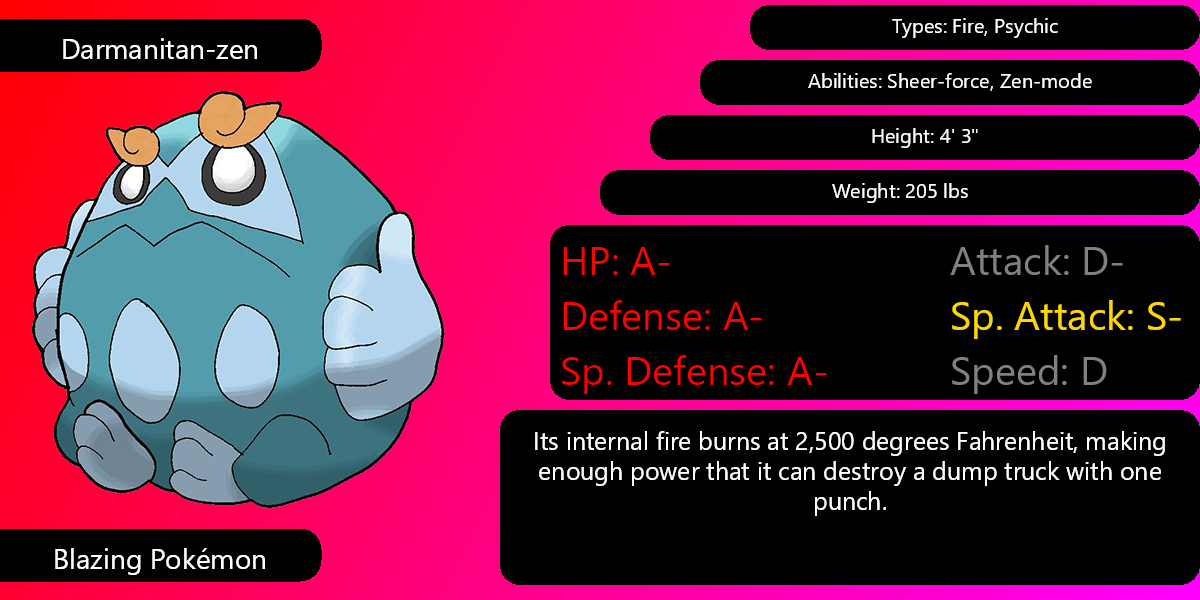 Darmanitan-zen
Types: Fire, Psychic
Abilities: Sheer-force, Zen-mode
Height: 4' 3"
Weight: 205 lbs
HP: A-
Attack: D-
Defense: A-
Sp. Attack: S-
Sp. Defense: A-
Speed: D
Its internal fire burns at 2,500 degrees Fahrenheit, making
enough power that it can destroy a dump truck with one
punch.
Blazing Pokémon